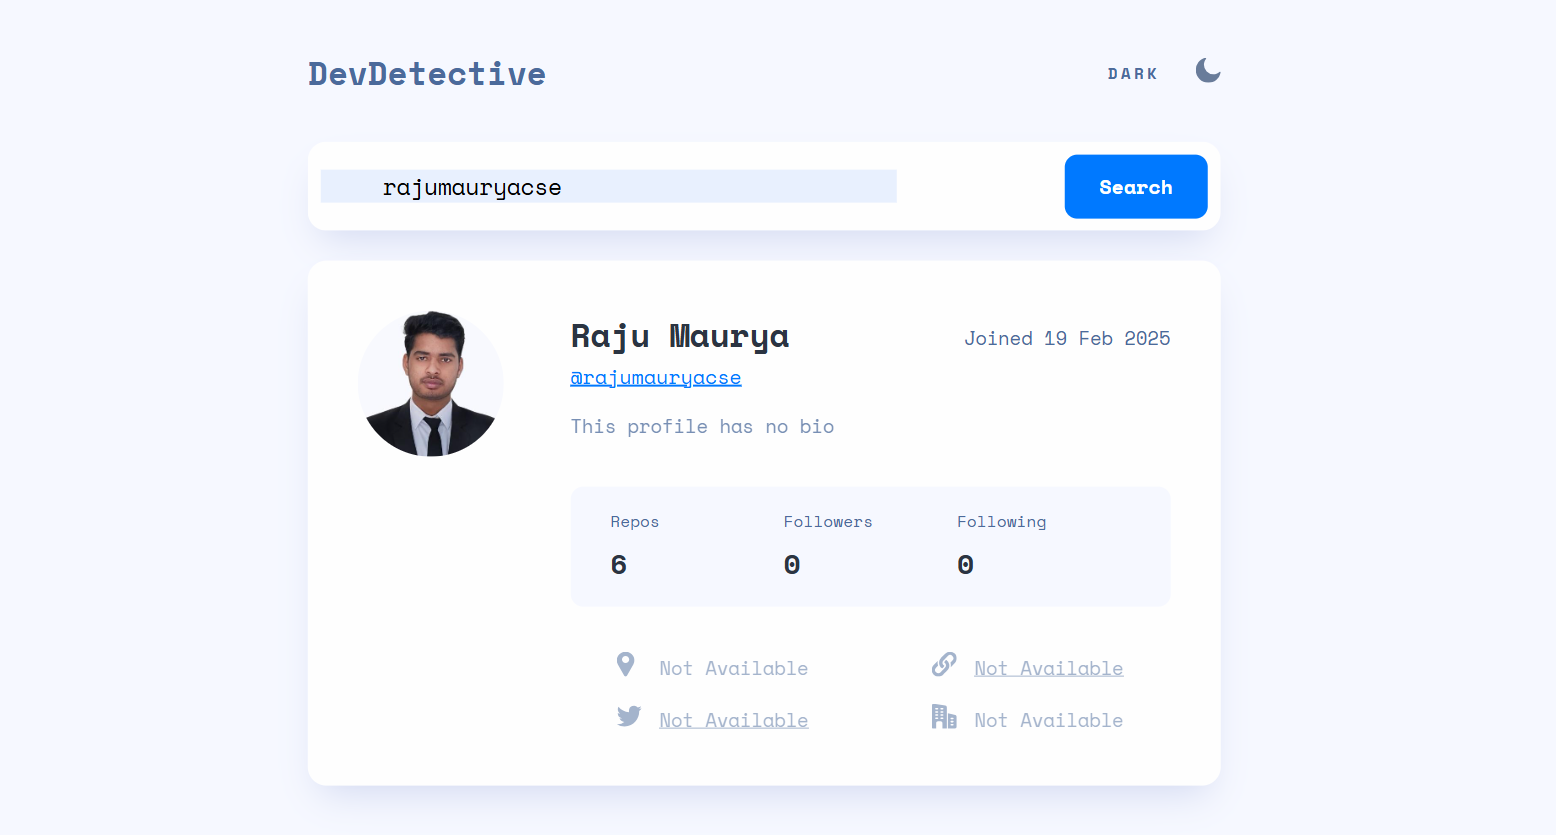 DevDetective
DARK
rajumauryacse
Search
Raju Maurya
Joined 19 Feb 2025
@rajumauryacse
This profile has no bio
Repos Followers Following
6 0 0
Not Available Not Available
Not Available Not Available